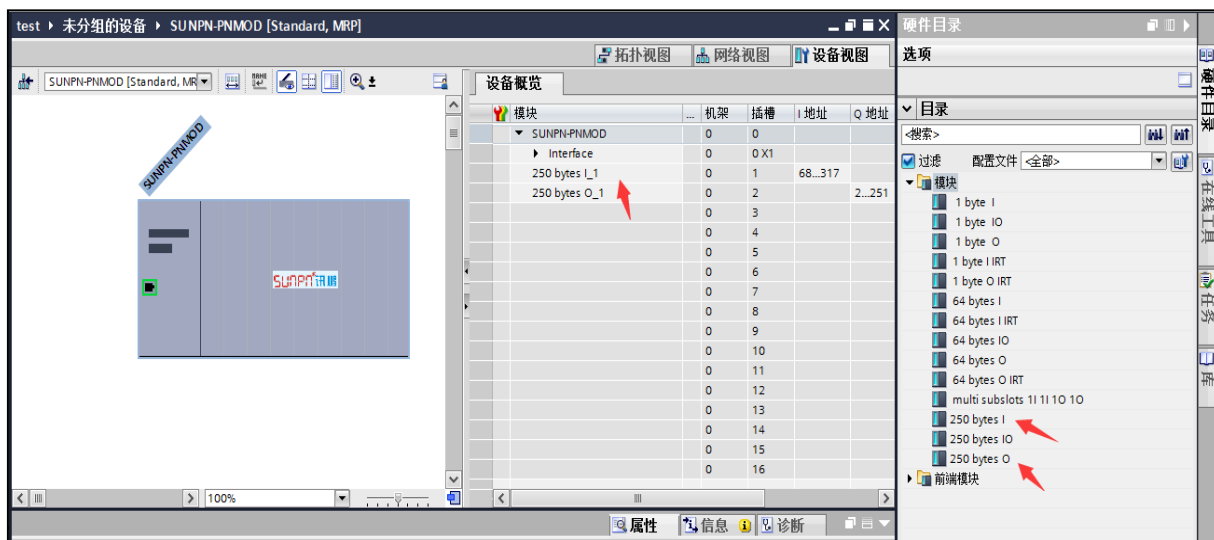 test ▸ 未分组的设备 ▸ SUNPN-PNMOD [Standard, MRP]
硬件目录
拓扑视图 网络视图 设备视图
选项
SUNPN-PNMOD [Standard, MR
设备概览
模块 ... 机架 插槽 I 地址 Q 地址
SUNPN-PNMOD 0 0
Interface 0 0 X1
250 bytes I_1 0 1 68...317
250 bytes O_1 0 2 2...251
0 3
0 4
0 5
0 6
0 7
0 8
0 9
0 10
0 11
0 12
0 13
0 14
0 15
0 16
SUNPN-PNMOD
SUNPN
100%
属性 信息 诊断
目录
<搜索>
过滤 配置文件 <全部>
模块
1 byte I
1 byte IO
1 byte O
1 byte I IRT
1 byte O IRT
64 bytes I
64 bytes I IRT
64 bytes IO
64 bytes O
64 bytes O IRT
multi subslots 1I 1I 1O 1O
250 bytes I
250 bytes IO
250 bytes O
前端模块
硬件目录
在线工具
任务
库